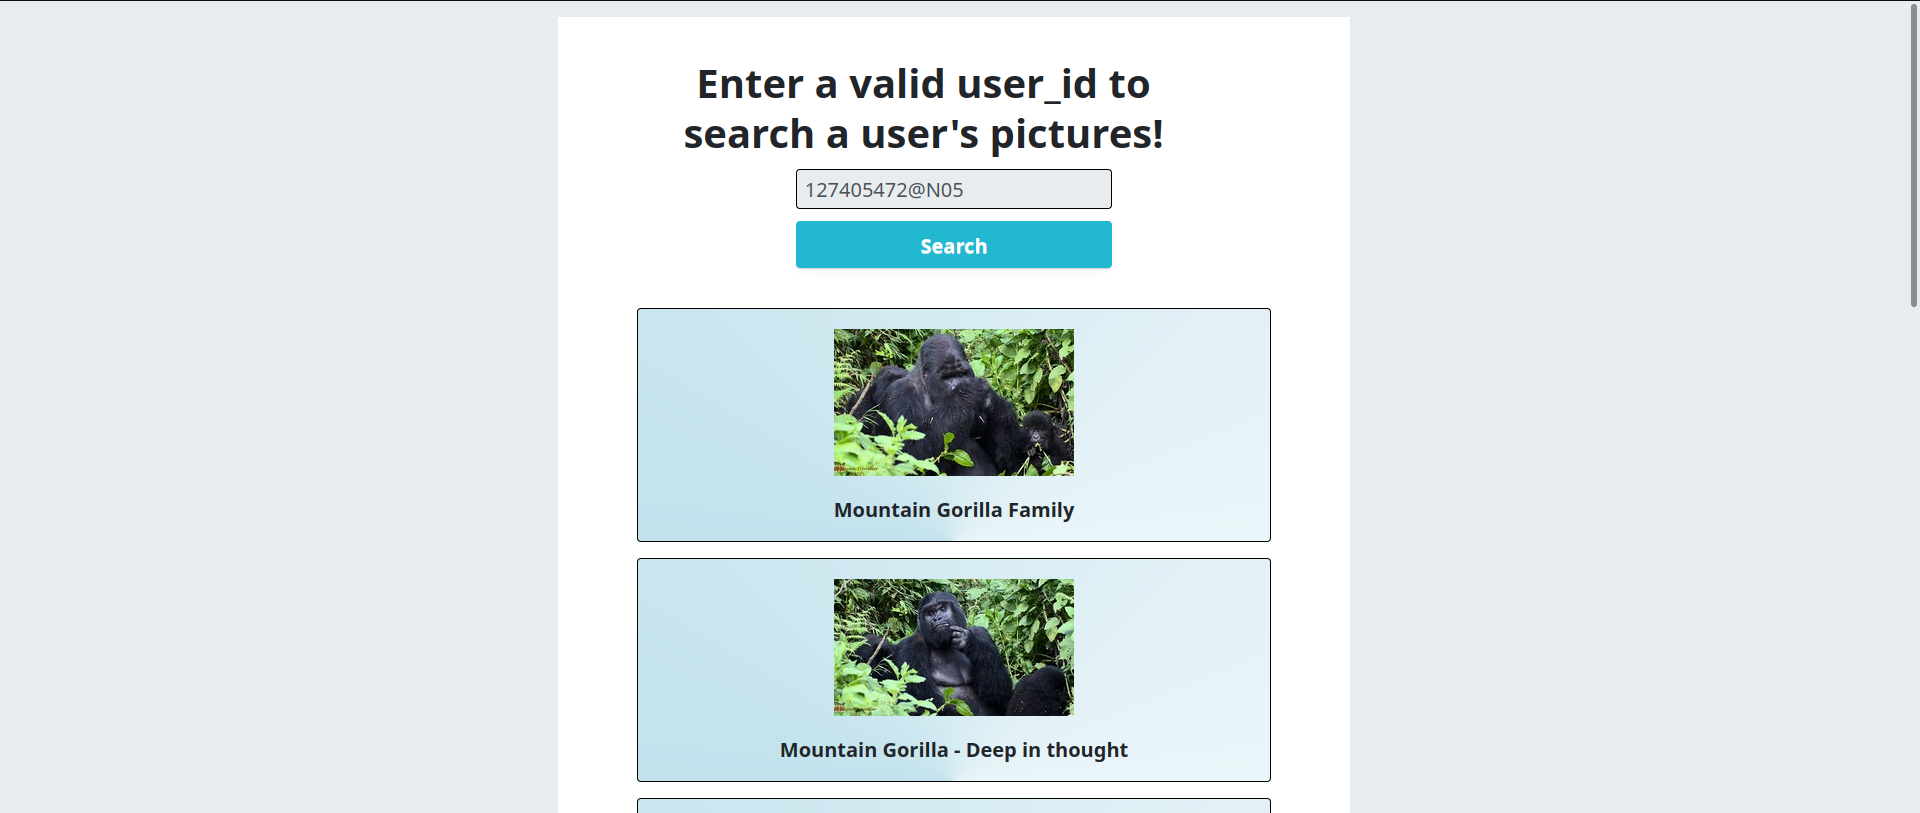 Enter a valid user_id to
search a user's pictures!
127405472@N05
Search
Mountain Gorilla Family
Mountain Gorilla - Deep in thought